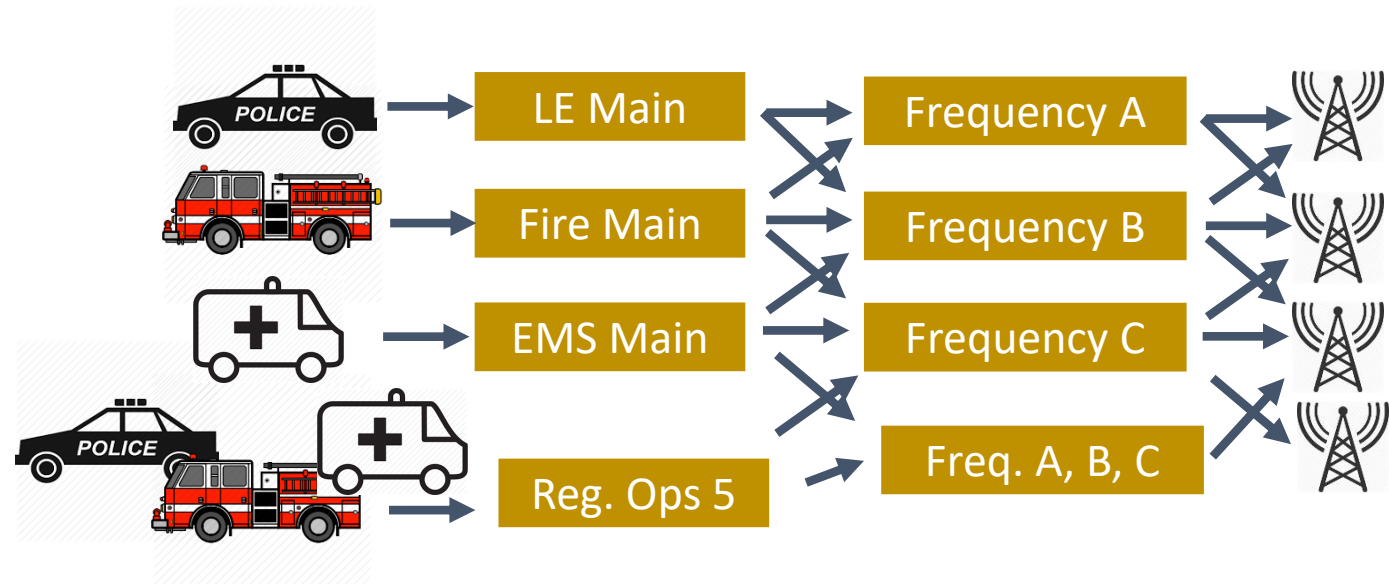 POLICE
LE Main
Frequency A
Fire Main
Frequency B
EMS Main
Frequency C
POLICE
Freq. A, B, C
Reg. Ops 5